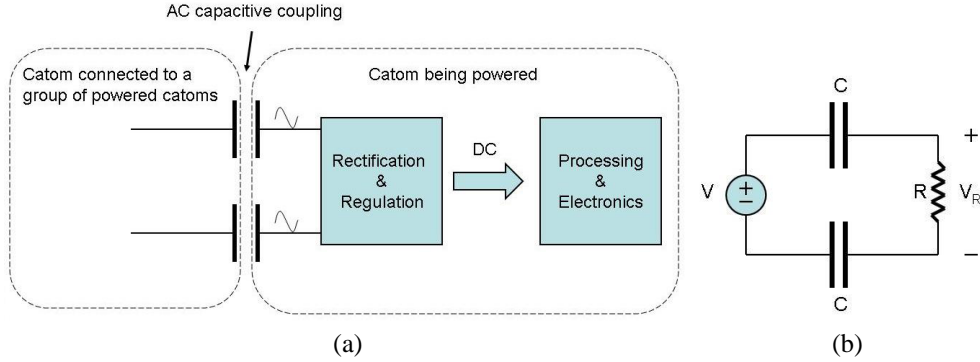 AC capacitive coupling
Catom connected to a
group of powered catoms
Catom being powered
Rectification
&
Regulation
DC
Processing
&
Electronics
C
V
+
−
R
+
V_R
−
C
(a)
(b)